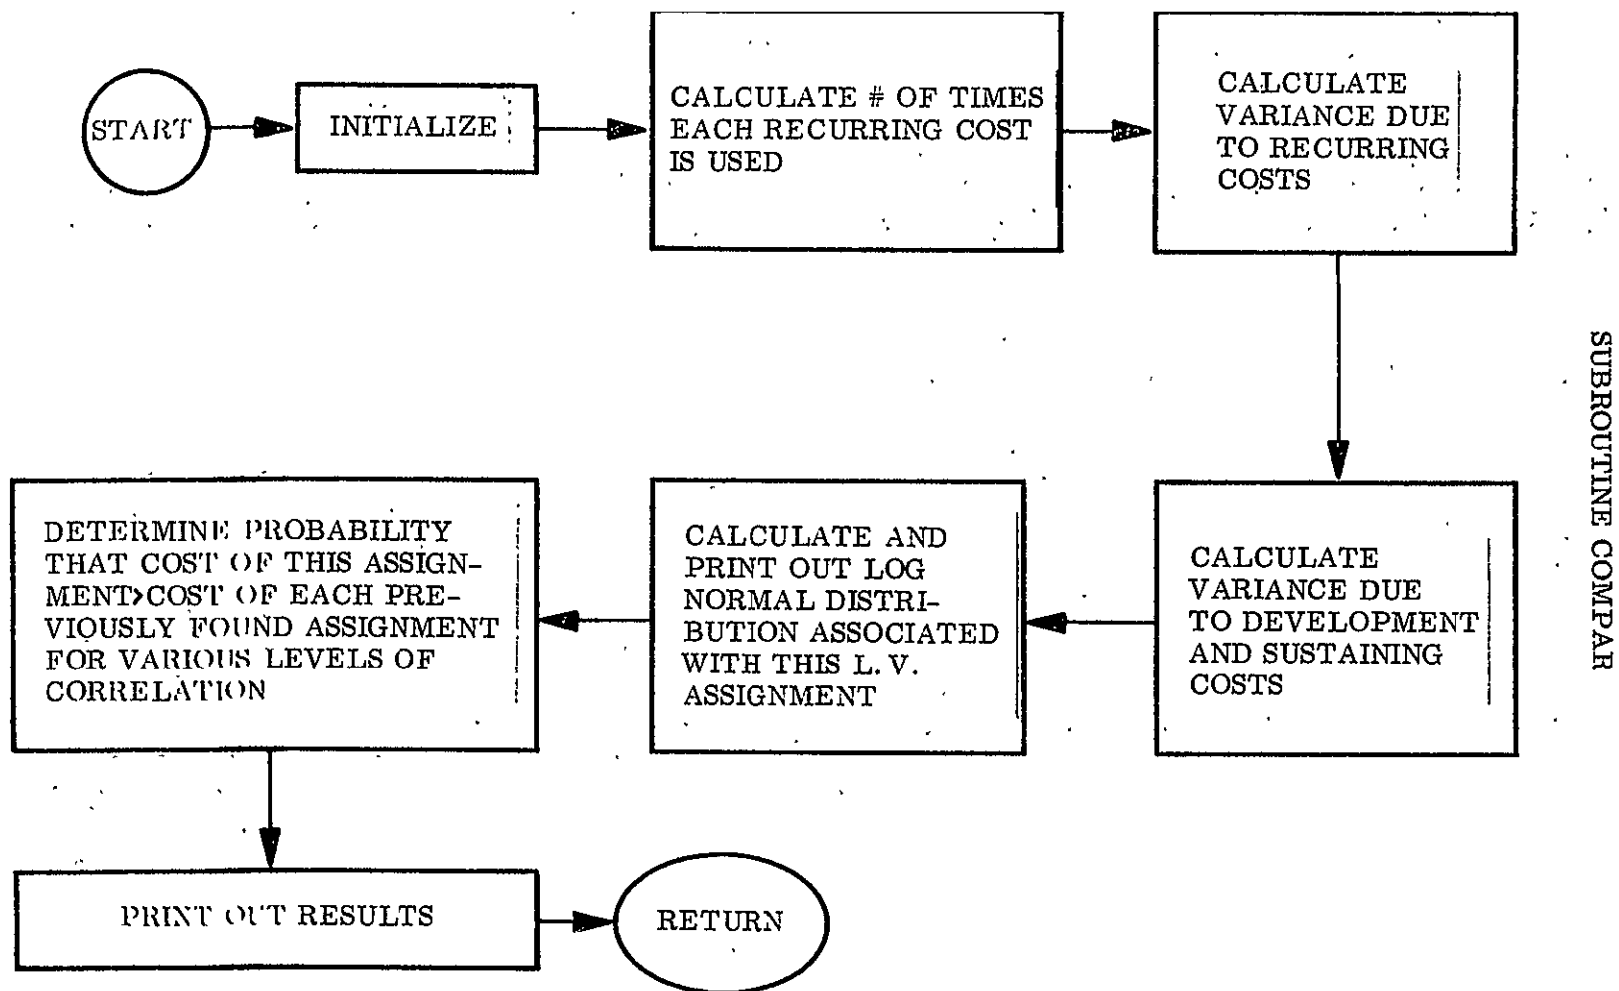 START
INITIALIZE
CALCULATE # OF TIMES
EACH RECURRING COST
IS USED
CALCULATE
VARIANCE DUE
TO RECURRING
COSTS
SUBROUTINE COMPAR
CALCULATE
VARIANCE DUE
TO DEVELOPMENT
AND SUSTAINING
COSTS
CALCULATE AND
PRINT OUT LOG
NORMAL DISTRI-
BUTION ASSOCIATED
WITH THIS L. V.
ASSIGNMENT
DETERMINE PROBABILITY
THAT COST OF THIS ASSIGN-
MENT>COST OF EACH PRE-
VIOUSLY FOUND ASSIGNMENT
FOR VARIOUS LEVELS OF
CORRELATION
PRINT OUT RESULTS
RETURN